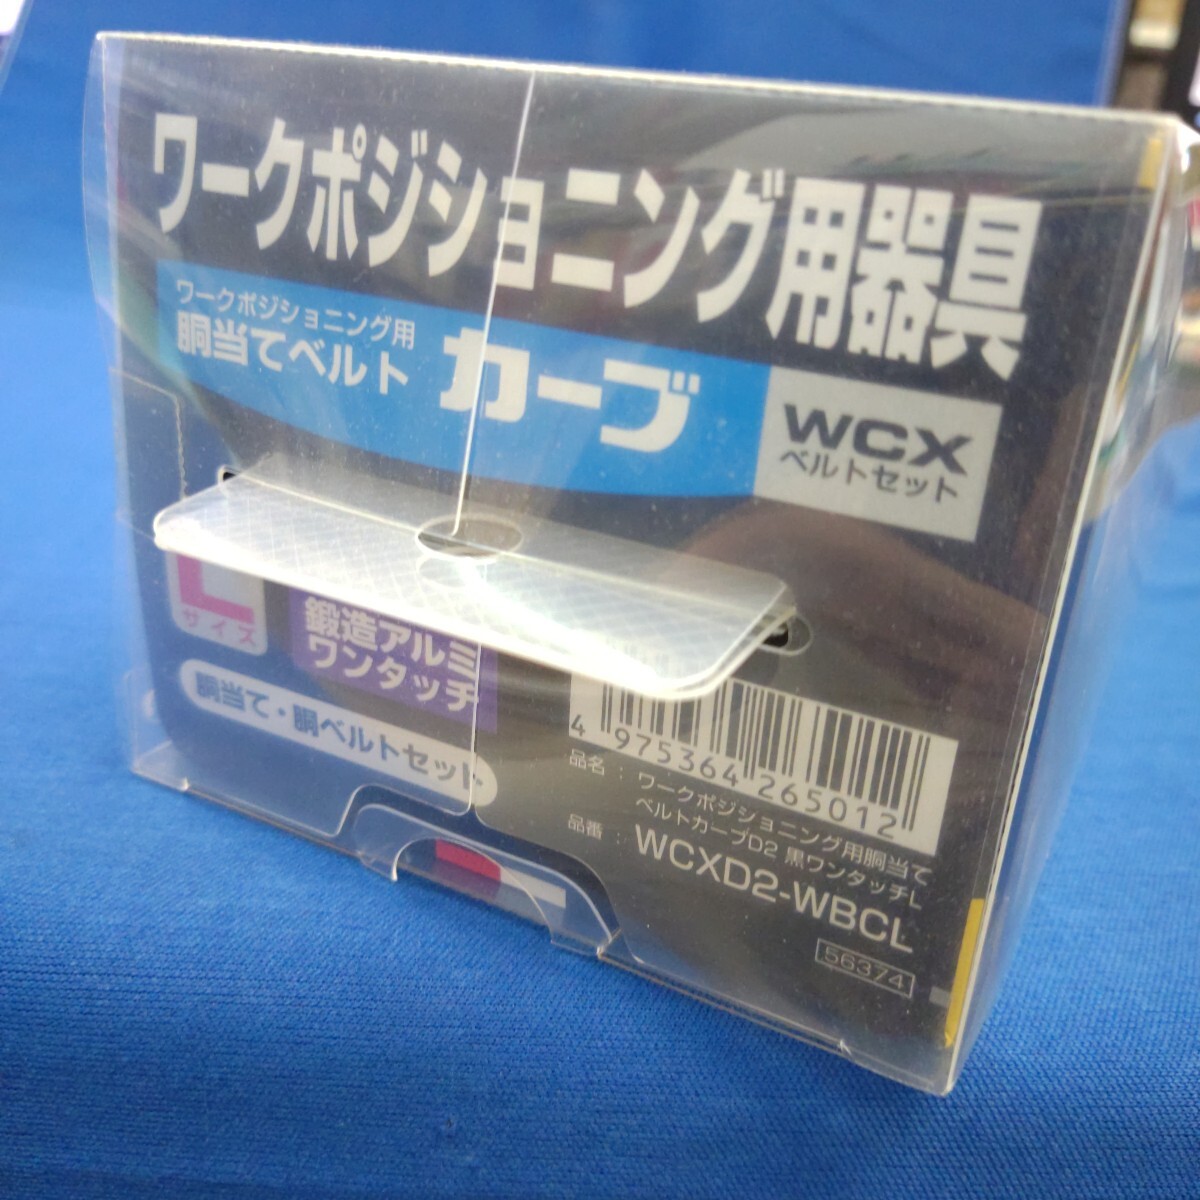 ワークポジショニング用器具
ワークポジショニング用
胴当てベルト カーブ
WCX
ベルトセット
L
サイズ
鍛造アルミ
ワンタッチ
胴当て・胴ベルトセット
4 975364 265012
品名：ワークポジショニング用胴当て
ベルトカーブD2 黒ワンタッチL
品番：WCXD2-WBCL
56374